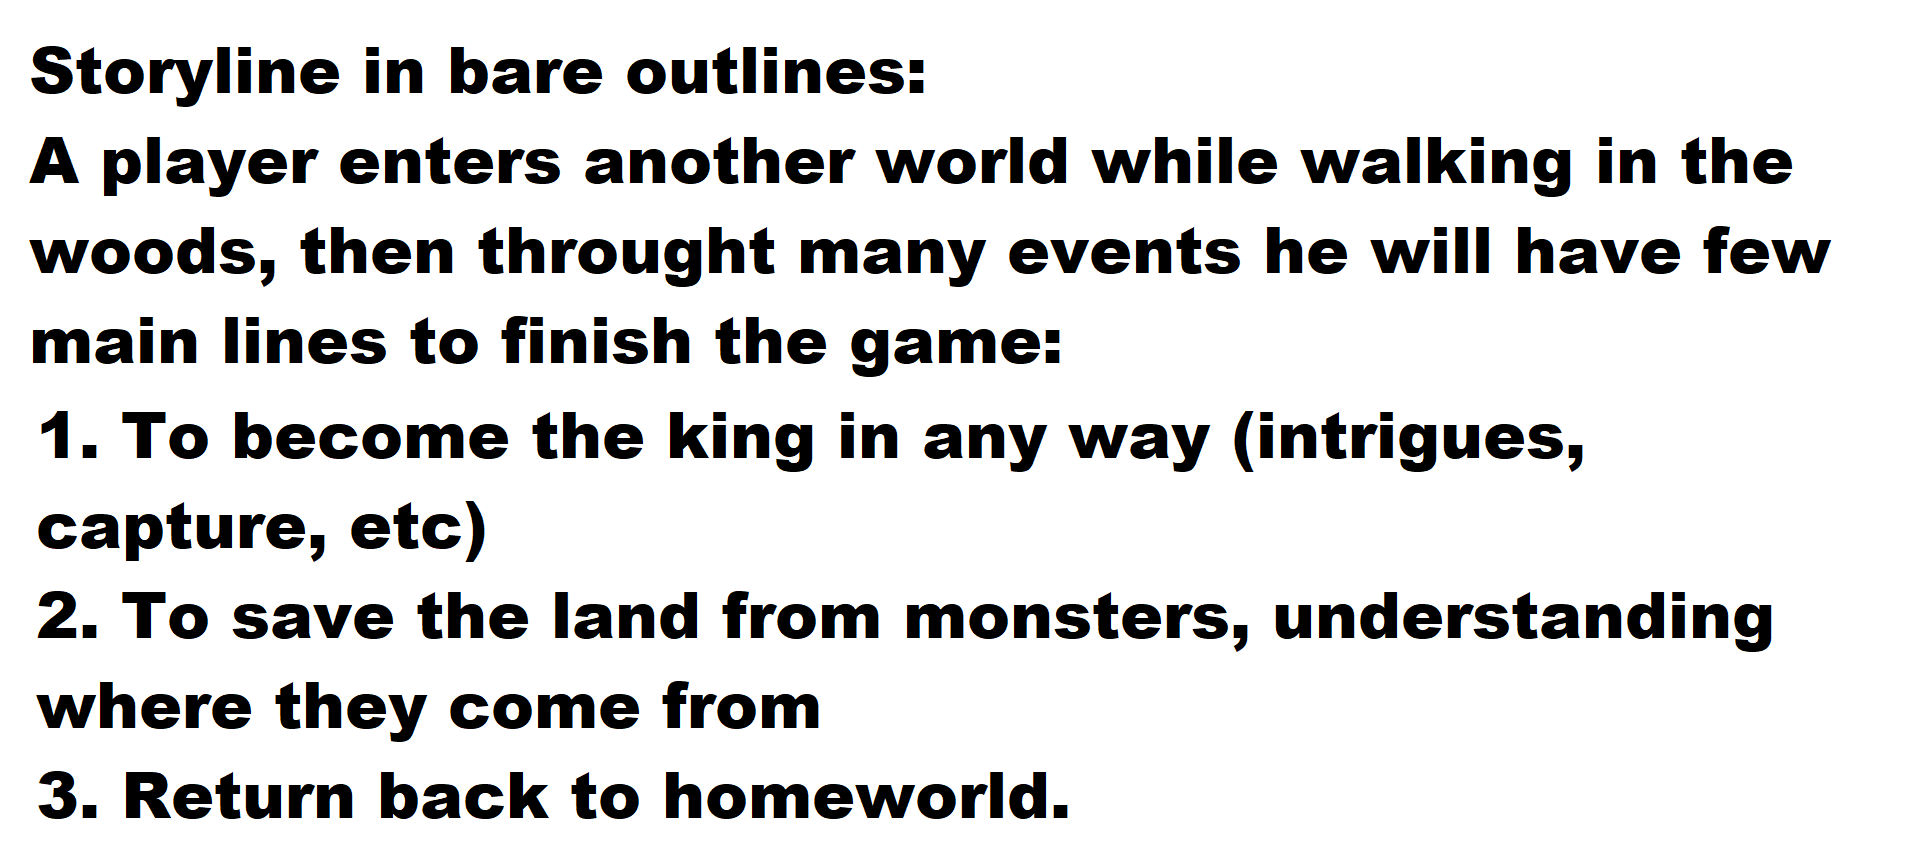 Storyline in bare outlines:
A player enters another world while walking in the
woods, then throught many events he will have few
main lines to finish the game:
1. To become the king in any way (intrigues,
capture, etc)
2. To save the land from monsters, understanding
where they come from
3. Return back to homeworld.